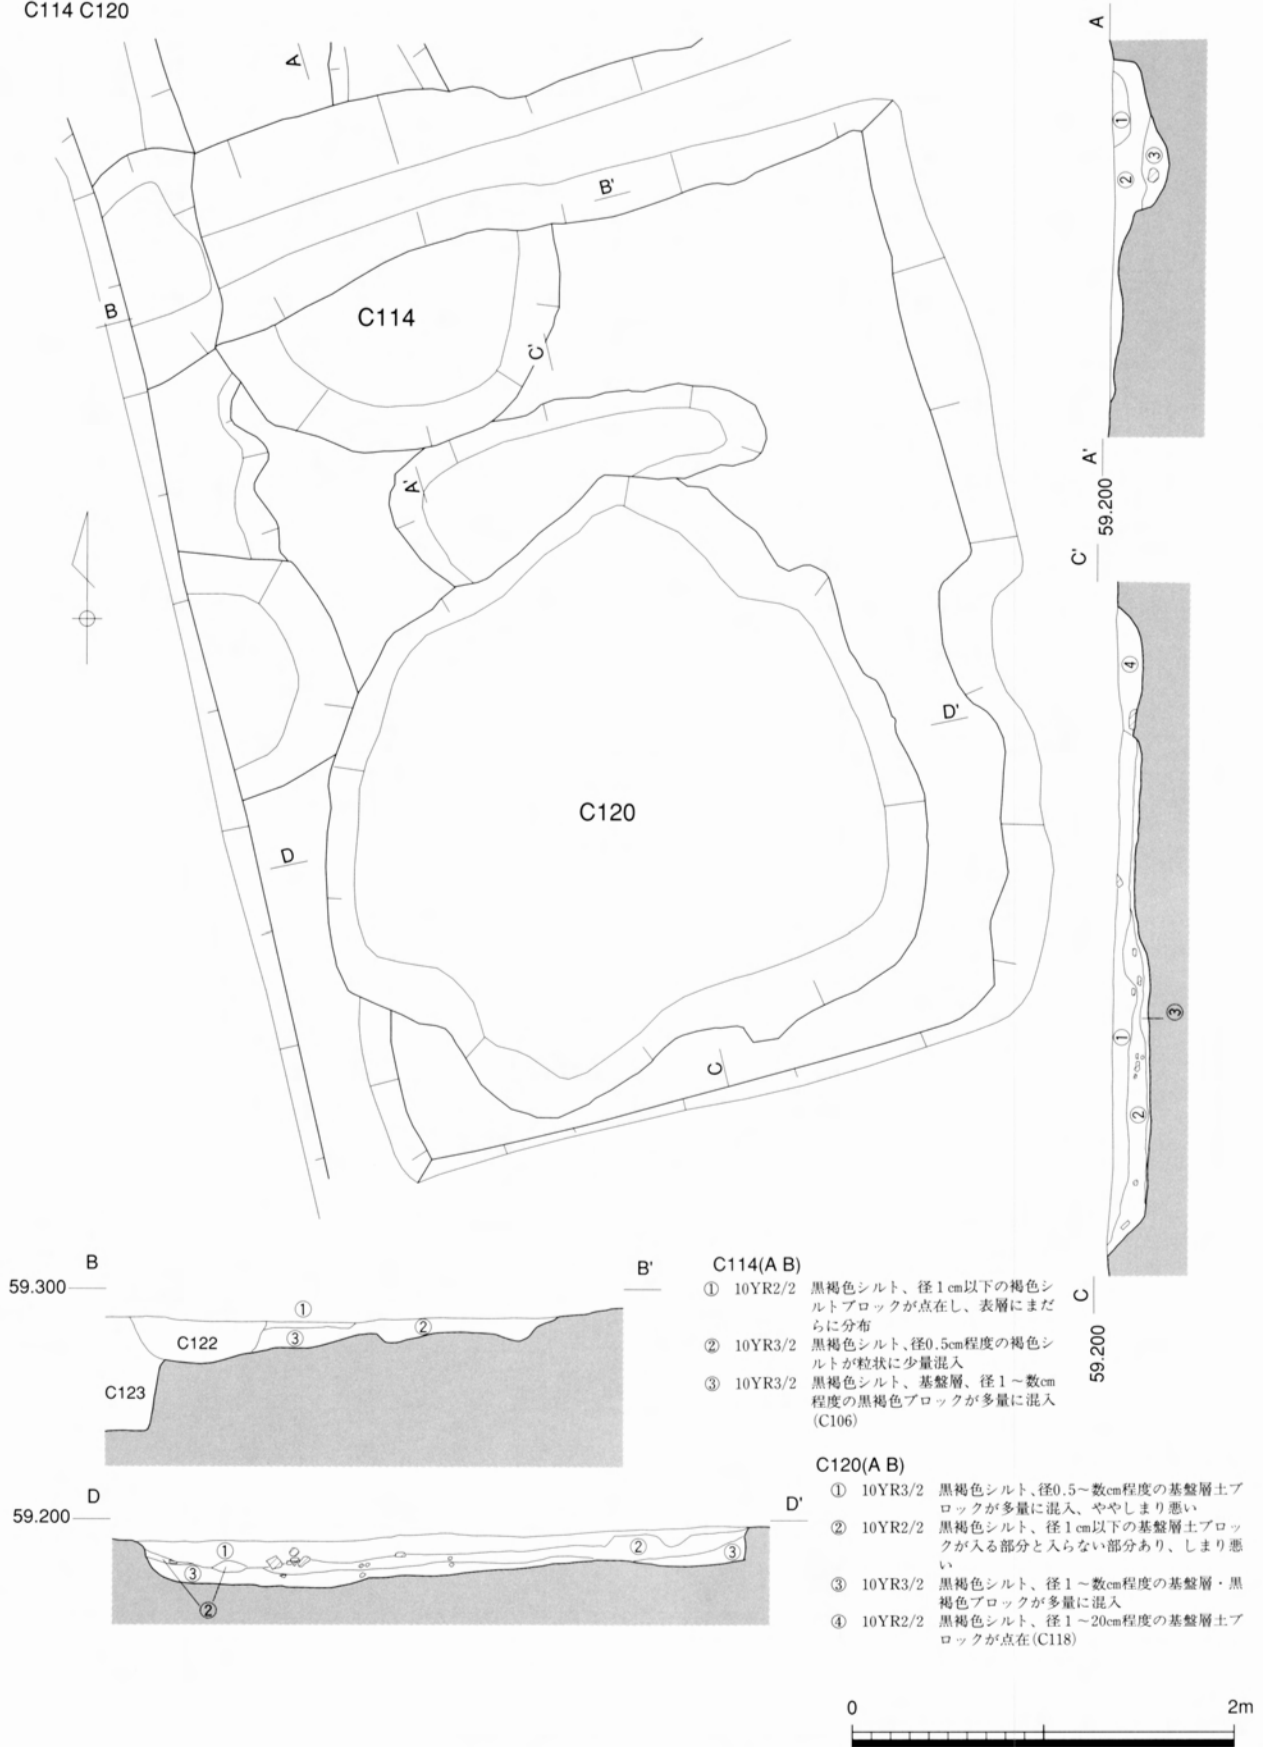 C114 C120
A
B'
B
C114
C'
A'
D'
C120
D
C
A
①
③
②
A'
59.200
C'
④
③
①
②
C
59.200
B
B'
59.300
①
②
③
C122
C123
D
D'
59.200
①
②
③
③
②
C114(A B)
① 10YR2/2 黒褐色シルト、径1cm以下の褐色シ
ルトブロックが点在し、表層にまだ
らに分布
② 10YR3/2 黒褐色シルト、径0.5cm程度の褐色シ
ルトが粒状に少量混入
③ 10YR3/2 黒褐色シルト、基盤層、径1~数cm
程度の黒褐色ブロックが多量に混入
(C106)
C120(A B)
① 10YR3/2 黒褐色シルト、径0.5~数cm程度の基盤層土ブ
ロックが多量に混入、ややしまり悪い
② 10YR2/2 黒褐色シルト、径1cm以下の基盤層土ブロッ
クが入る部分と入らない部分あり、しまり悪
い
③ 10YR3/2 黒褐色シルト、径1~数cm程度の基盤層・黒
褐色ブロックが多量に混入
④ 10YR2/2 黒褐色シルト、径1~20cm程度の基盤層土ブ
ロックが点在(C118)
0 2m